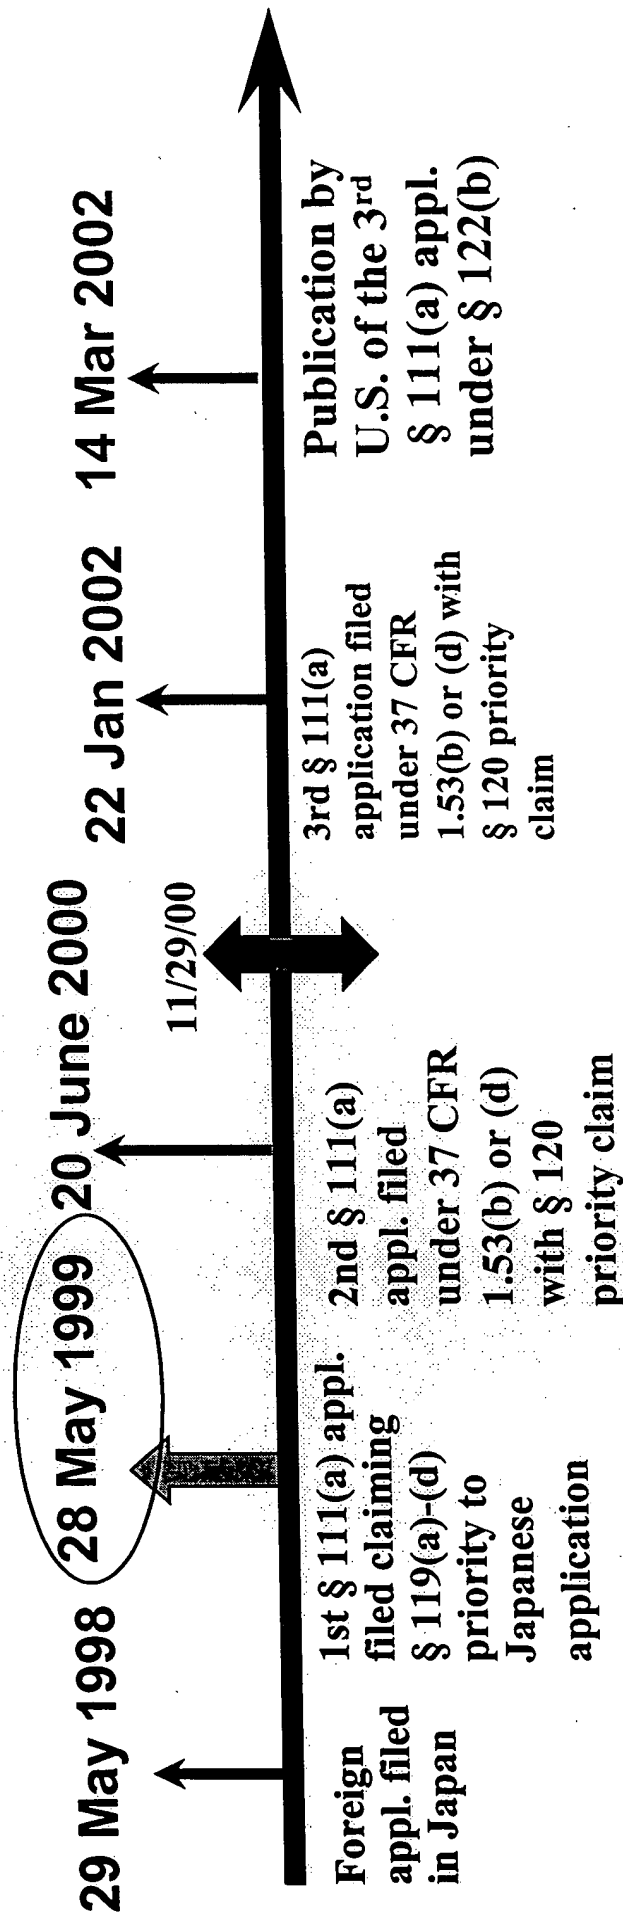 29 May 1998
28 May 1999
20 June 2000
11/29/00
22 Jan 2002
14 Mar 2002
Foreign
appl. filed
in Japan
1st § 111(a) appl.
filed claiming
§ 119(a)-(d)
priority to
Japanese
application
2nd § 111(a)
appl. filed
under 37 CFR
1.53(b) or (d)
with § 120
priority claim
3rd § 111(a)
application filed
under 37 CFR
1.53(b) or (d) with
§ 120 priority
claim
Publication by
U.S. of the 3rd
§ 111(a) appl.
under § 122(b)